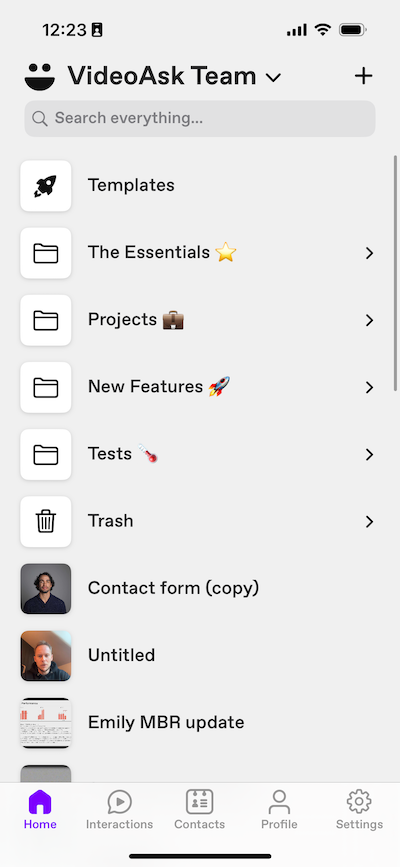 12:23
VideoAsk Team
Search everything...
Templates
The Essentials ⭐
Projects 💼
New Features 🚀
Tests 🌡️
Trash
Contact form (copy)
Untitled
Emily MBR update
Home
Interactions
Contacts
Profile
Settings